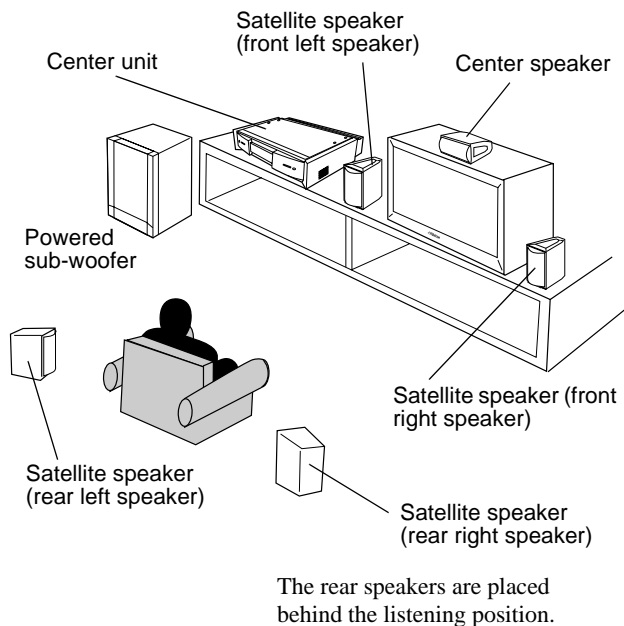 Satellite speaker
(front left speaker)
Center unit
Center speaker
Powered
sub-woofer
Satellite speaker (front
right speaker)
Satellite speaker
(rear left speaker)
Satellite speaker
(rear right speaker)
The rear speakers are placed
behind the listening position.